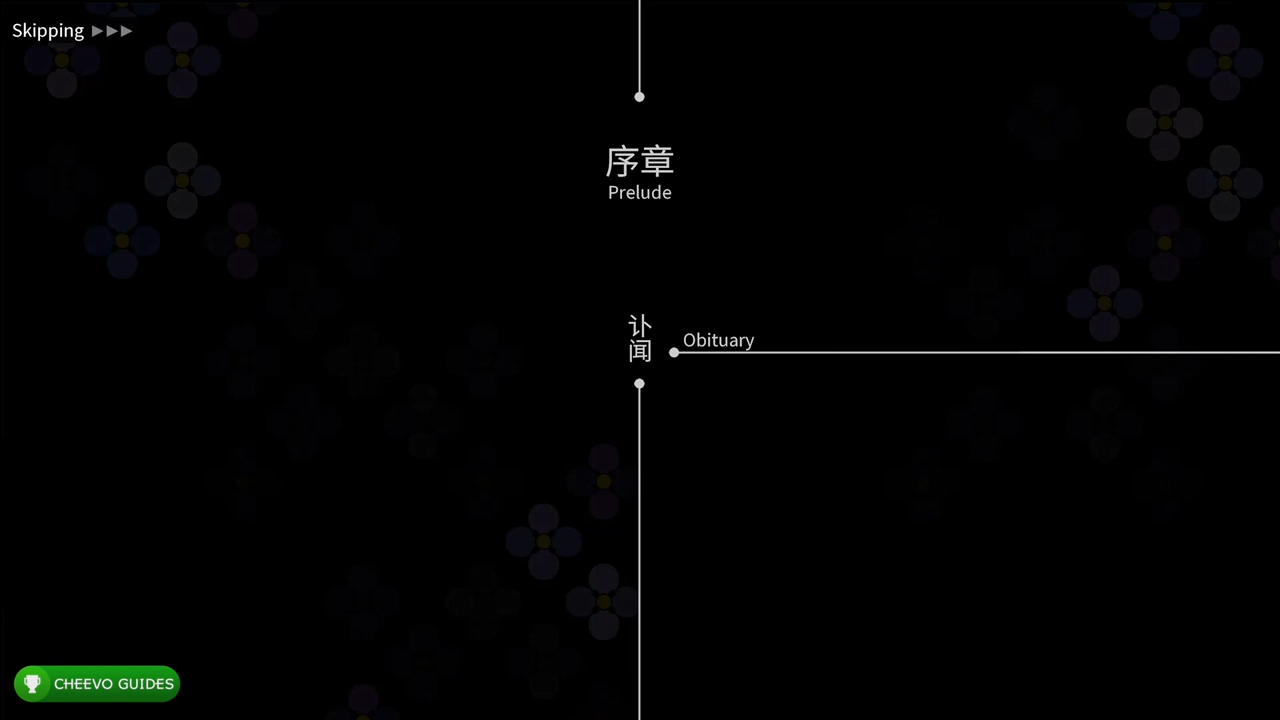 Skipping
序章
Prelude
讣闻
Obituary
CHEEVO GUIDES